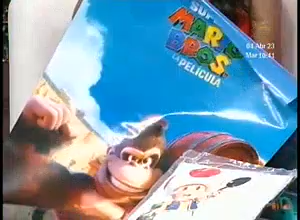 SUPER
MARIO
BROS.
LA PELÍCULA
04 Abr 23
Mar 18:41